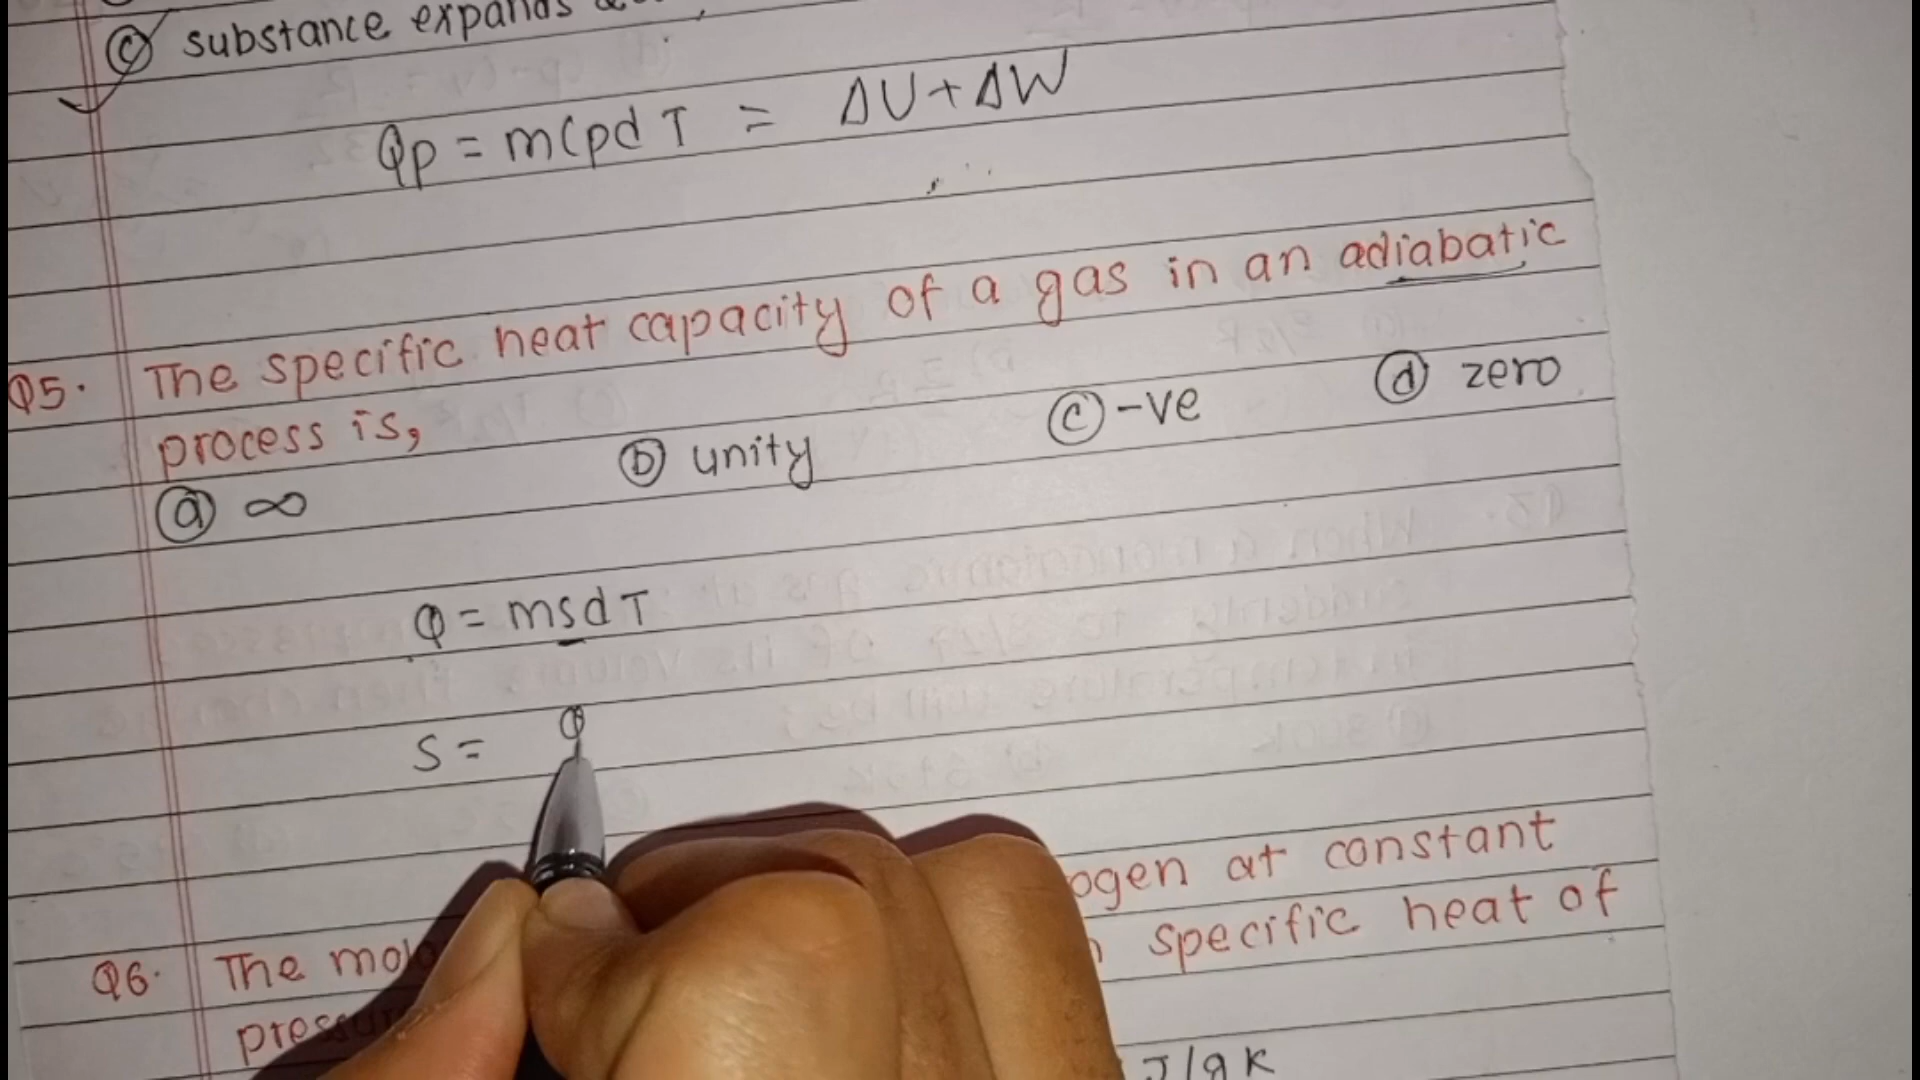 (c) substance expands
Qp = mCpdT = ΔU+ΔW
Q5. The specific heat capacity of a gas in an adiabatic
process is,
(a) ∞ (b) unity (c) -ve (d) zero
Q = msdT
S = Q
ogen at constant
Q6. The specific heat of
J/gk